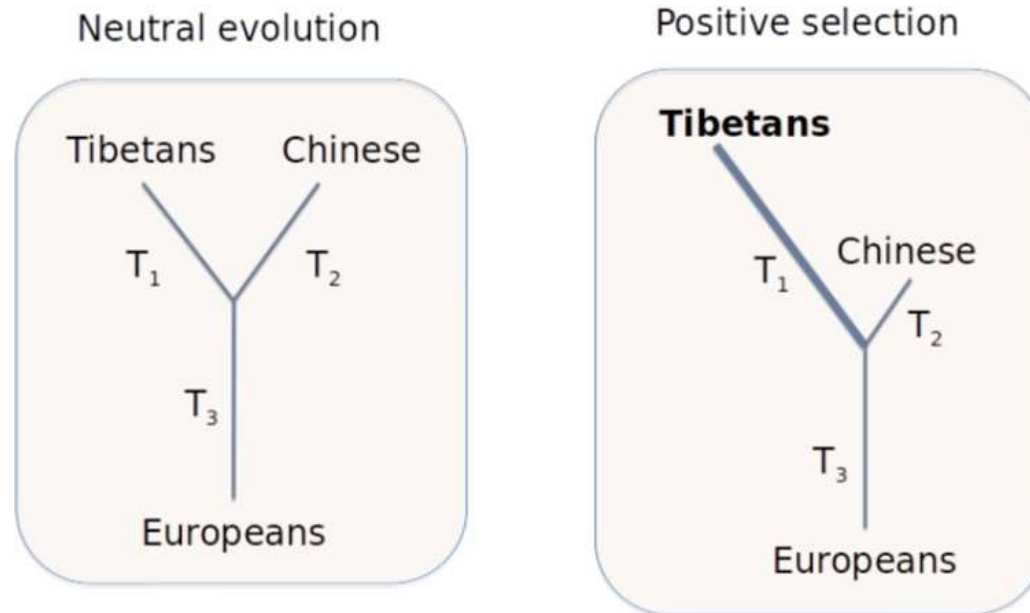 Neutral evolution
Tibetans Chinese
T1 T2
T3
Europeans
Positive selection
Tibetans
Chinese
T1
T2
T3
Europeans